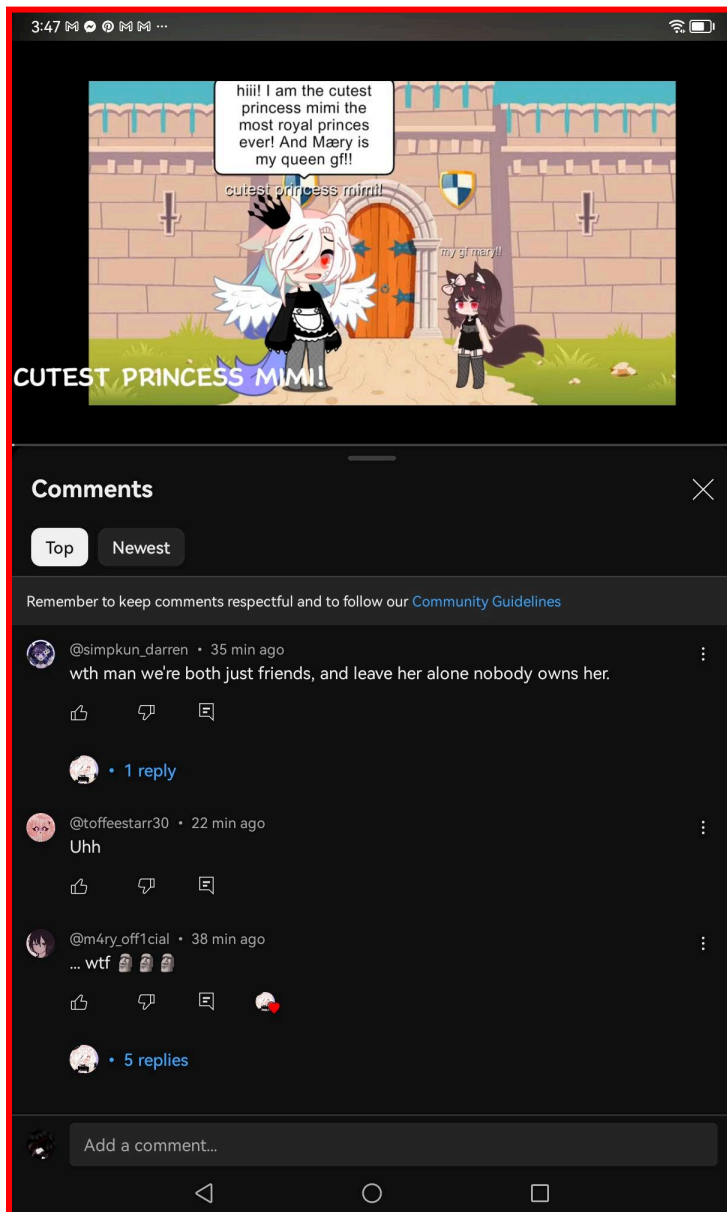 3:47
hiii! I am the cutest
princess mimi the
most royal princes
ever! And Mæry is
my queen gf!!
cutest princess mimi!
my gf mary!!
CUTEST PRINCESS MIMI!
Comments
Top Newest
Remember to keep comments respectful and to follow our Community Guidelines
@simpkun_darren • 35 min ago
wth man we're both just friends, and leave her alone nobody owns her.
• 1 reply
@toffeestarr30 • 22 min ago
Uhh
@m4ry_off1cial • 38 min ago
... wtf 🗿🗿🗿
• 5 replies
Add a comment...